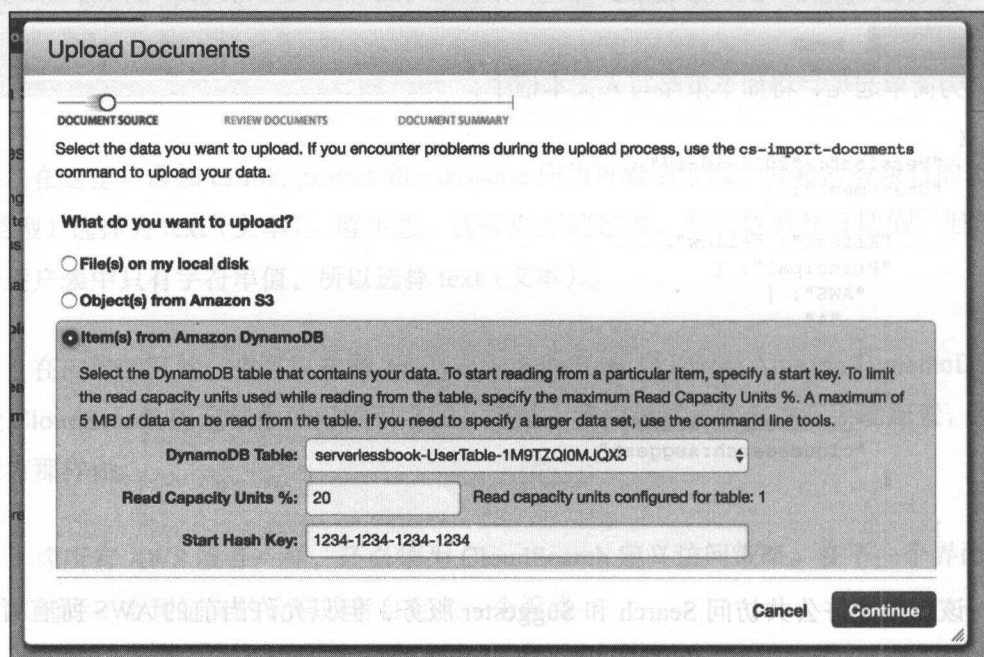 Upload Documents
DOCUMENT SOURCE
REVIEW DOCUMENTS
DOCUMENT SUMMARY
Select the data you want to upload. If you encounter problems during the upload process, use the cs-import-documents
command to upload your data.
What do you want to upload?
File(s) on my local disk
Object(s) from Amazon S3
Item(s) from Amazon DynamoDB
Select the DynamoDB table that contains your data. To start reading from a particular item, specify a start key. To limit
the read capacity units used while reading from the table, specify the maximum Read Capacity Units %. A maximum of
5 MB of data can be read from the table. If you need to specify a larger data set, use the command line tools.
DynamoDB Table: serverlessbook-UserTable-1M9TZQI0MJQX3
Read Capacity Units %: 20 Read capacity units configured for table: 1
Start Hash Key: 1234-1234-1234-1234
Cancel Continue